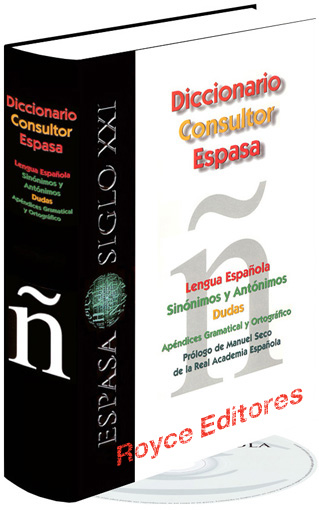 Diccionario
Consultor
Espasa
Lengua Española
Sinónimos y
Antónimos
Dudas
Apéndices Gramatical
y Ortográfico
ñ
ESPASA SIGLO XXI
Diccionario
Consultor
Espasa
ñ
Lengua Española
Sinónimos y Antónimos
Dudas
Apéndices Gramatical y Ortográfico
Prólogo de Manuel Seco
de la Real Academia Española
Royce Editores